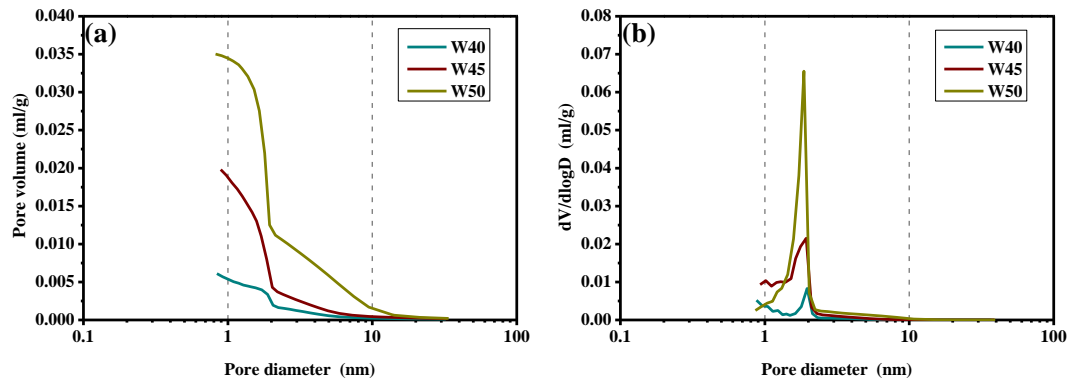 (a)
W40
W45
W50
0.040
0.035
0.030
0.025
0.020
0.015
0.010
0.005
0.000
Pore volume (ml/g)
0.1 1 10 100
Pore diameter (nm)
(b)
W40
W45
W50
0.08
0.07
0.06
0.05
0.04
0.03
0.02
0.01
0.00
dV/dlogD (ml/g)
0.1 1 10 100
Pore diameter (nm)